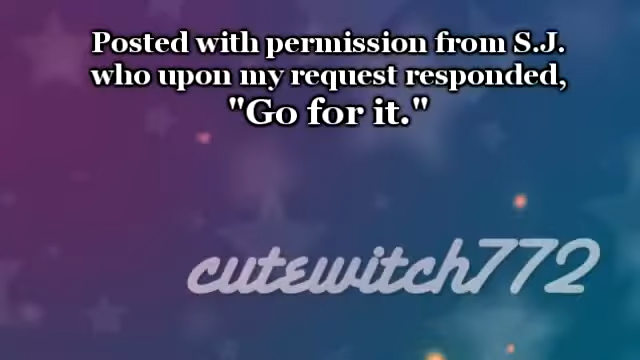 Posted with permission from S.J.
who upon my request responded,
"Go for it."
cutewitch772